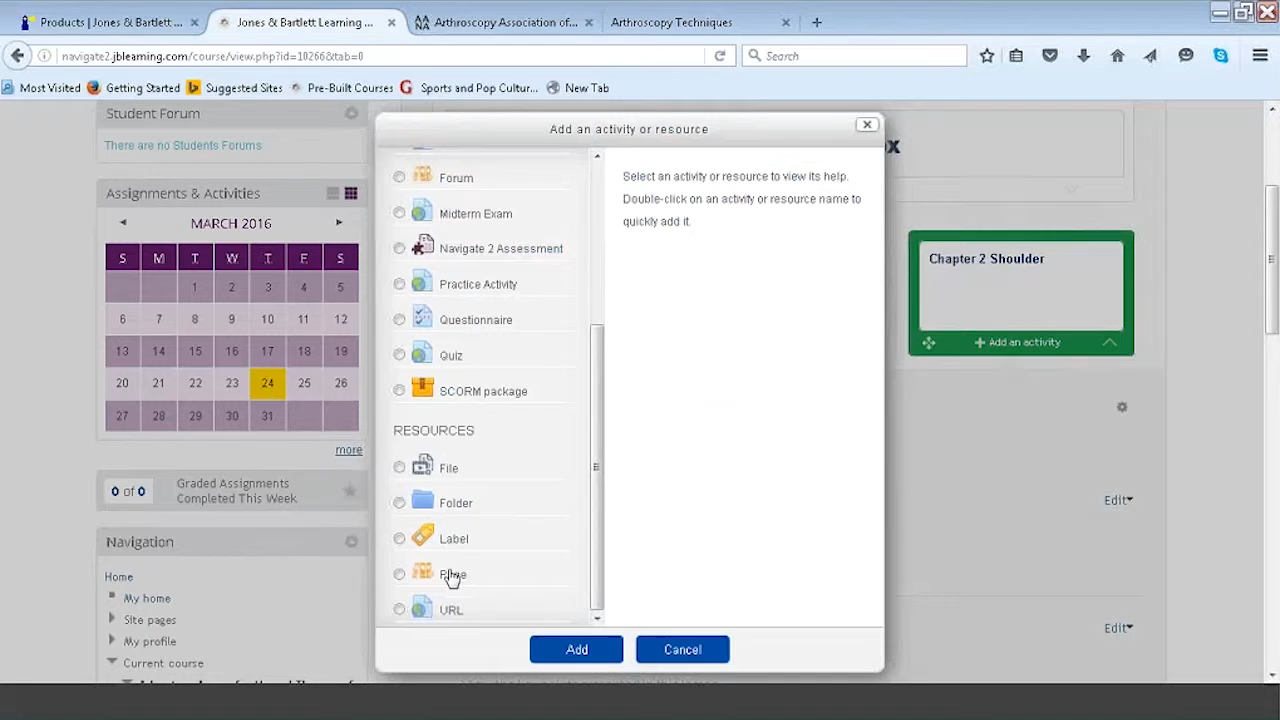 Products | Jones & Bartlett ...
Jones & Bartlett Learning ...
Arthroscopy Association of...
Arthroscopy Techniques
navigate2.jblearning.com/course/view.php?id=10266&tab=0
Search
Most Visited
Getting Started
Suggested Sites
Pre-Built Courses
Sports and Pop Cultur...
New Tab
Student Forum
There are no Students Forums
Assignments & Activities
MARCH 2016
S M T W T F S
1 2 3 4 5
6 7 8 9 10 11 12
13 14 15 16 17 18 19
20 21 22 23 24 25 26
27 28 29 30 31
more
0 of 0
Graded Assignments
Completed This Week
Navigation
Home
My home
Site pages
My profile
Current course
Add an activity or resource
Forum
Midterm Exam
Navigate 2 Assessment
Practice Activity
Questionnaire
Quiz
SCORM package
RESOURCES
File
Folder
Label
Page
URL
Select an activity or resource to view its help.
Double-click on an activity or resource name to
quickly add it.
Add
Cancel
Chapter 2 Shoulder
Add an activity
Edit
Edit